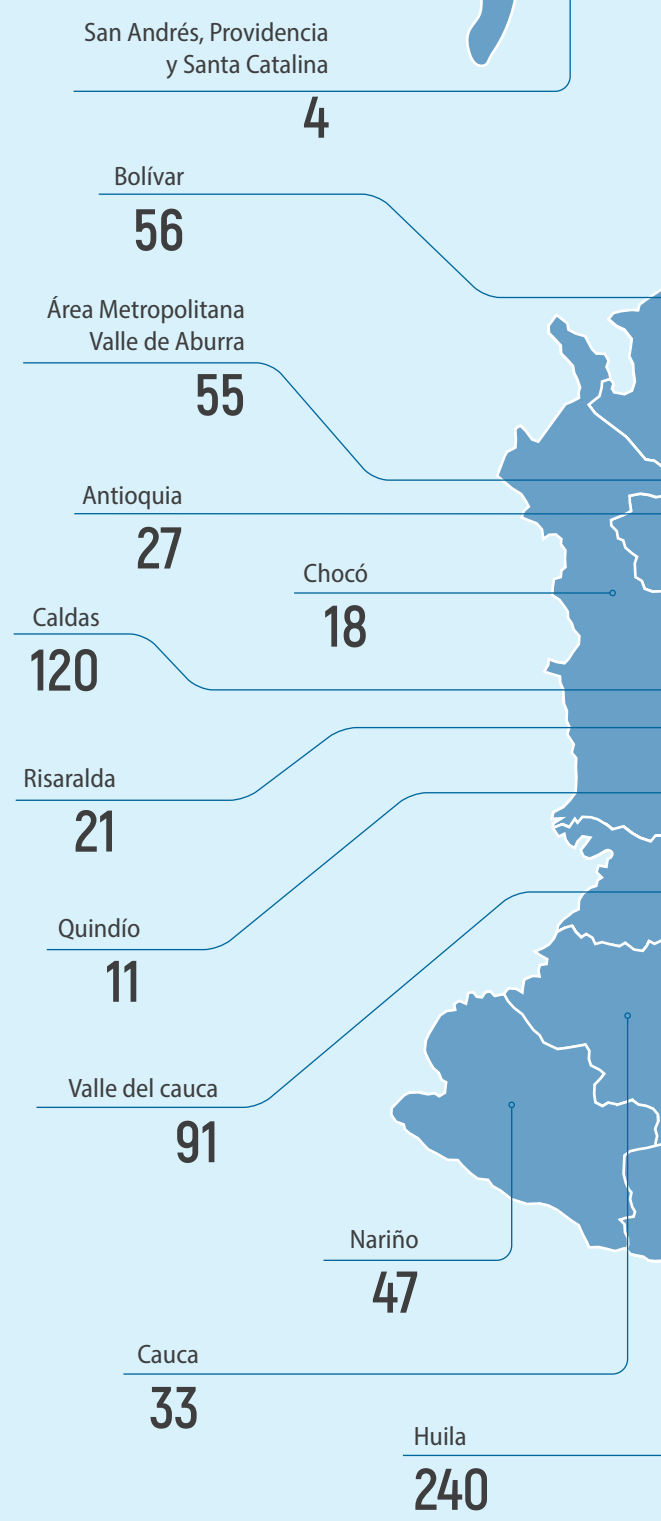 San Andrés, Providencia
y Santa Catalina
4
Bolívar
56
Área Metropolitana
Valle de Aburra
55
Antioquia
27
Chocó
18
Caldas
120
Risaralda
21
Quindío
11
Valle del cauca
91
Nariño
47
Cauca
33
Huila
240